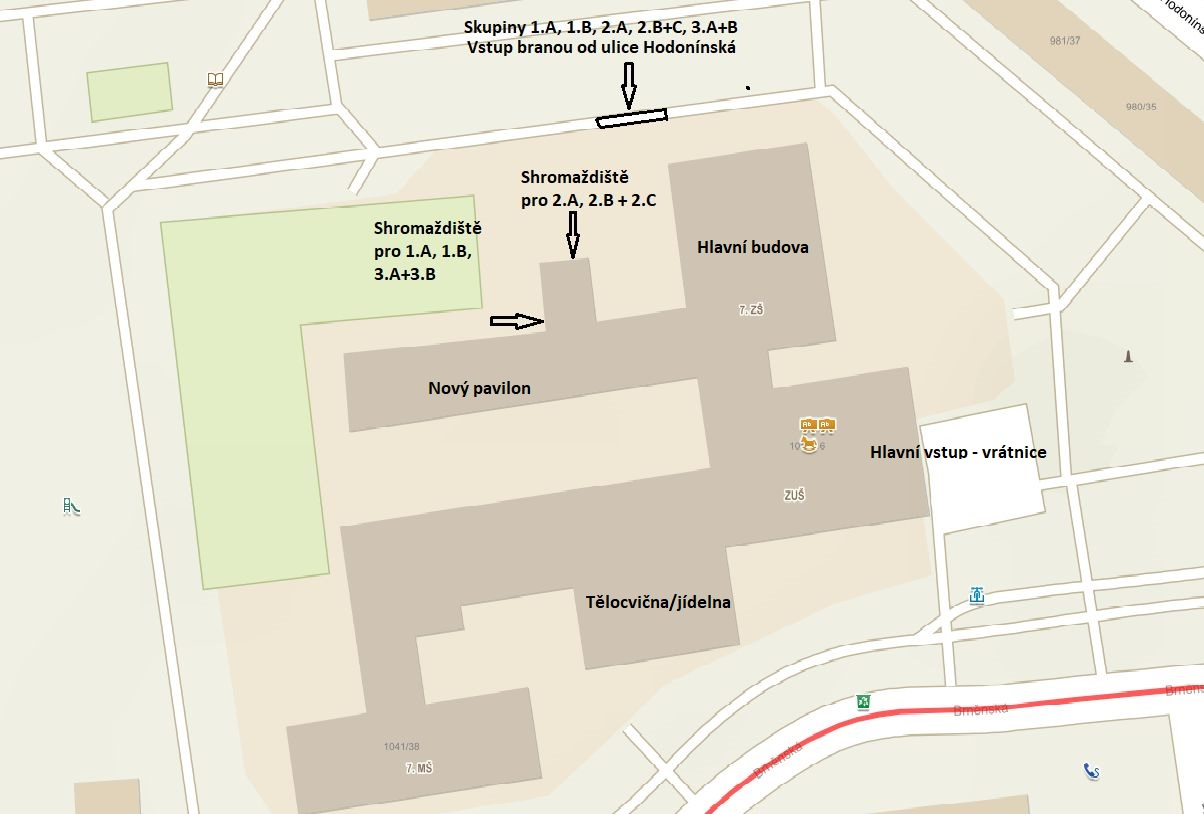 Skupiny 1.A, 1.B, 2.A, 2.B+C, 3.A+B
Vstup branou od ulice Hodonínská
981/37
980/35
Shromaždiště
pro 2.A, 2.B + 2.C
Shromaždiště
pro 1.A, 1.B,
3.A+3.B
Hlavní budova
7. ZŠ
Nový pavilon
Hlavní vstup - vrátnice
ZUŠ
Tělocvična/jídelna
1041/38
7. MŠ
Brněnská
Brněnská